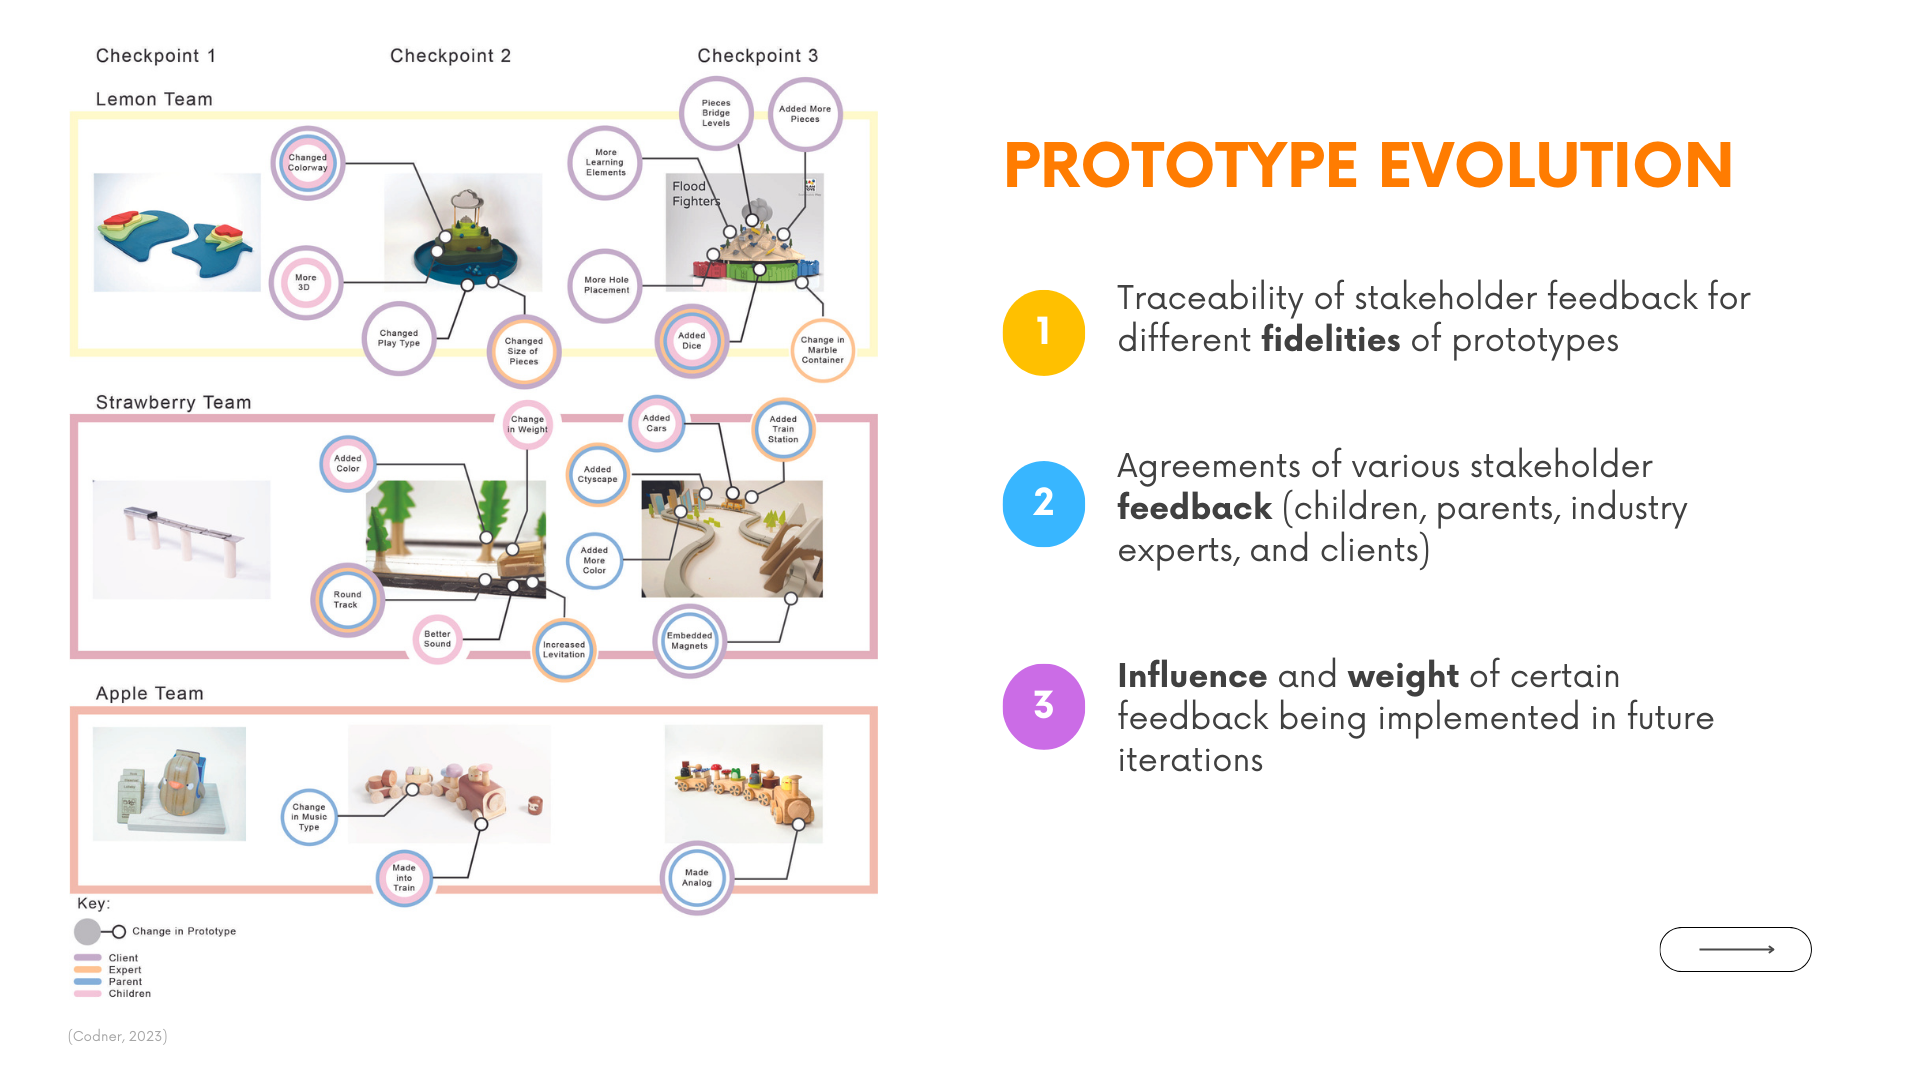 Checkpoint 1
Checkpoint 2
Checkpoint 3
Lemon Team
Changed
Colorway
More
3D
Changed
Play Type
Changed
Size of
Pieces
More
Learning
Elements
Pieces
Bridge
Levels
Added More
Pieces
Flood
Fighters
More Hole
Placement
Added
Dice
Change in
Marble
Container
Strawberry Team
Added
Color
Change
in Weight
Round
Track
Better
Sound
Increased
Levitation
Added
Cars
Added
Train
Station
Added
Ctyscape
Added
More
Color
Embedded
Magnets
Apple Team
Change
in Music
Type
Made
into
Train
Made
Analog
Key:
Change in Prototype
Client
Expert
Parent
Children
(Codner, 2023)
PROTOTYPE EVOLUTION
1
Traceability of stakeholder feedback for
different fidelities of prototypes
2
Agreements of various stakeholder
feedback (children, parents, industry
experts, and clients)
3
Influence and weight of certain
feedback being implemented in future
iterations